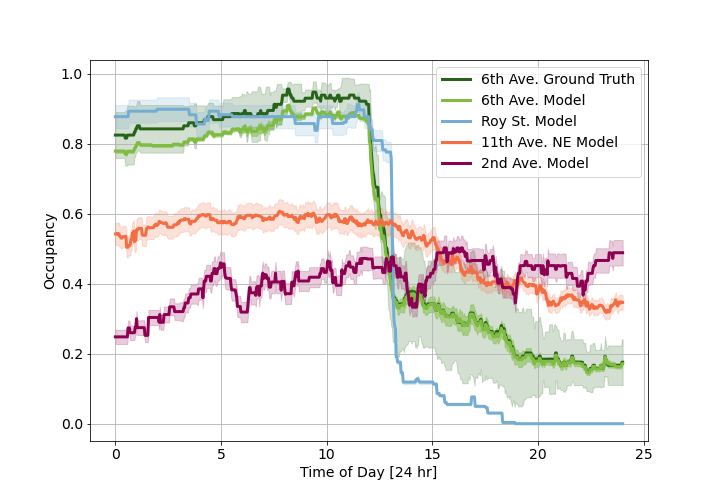 1.0
0.8
0.6
0.4
0.2
0.0
Occupancy
0 5 10 15 20 25
Time of Day [24 hr]
6th Ave. Ground Truth
6th Ave. Model
Roy St. Model
11th Ave. NE Model
2nd Ave. Model